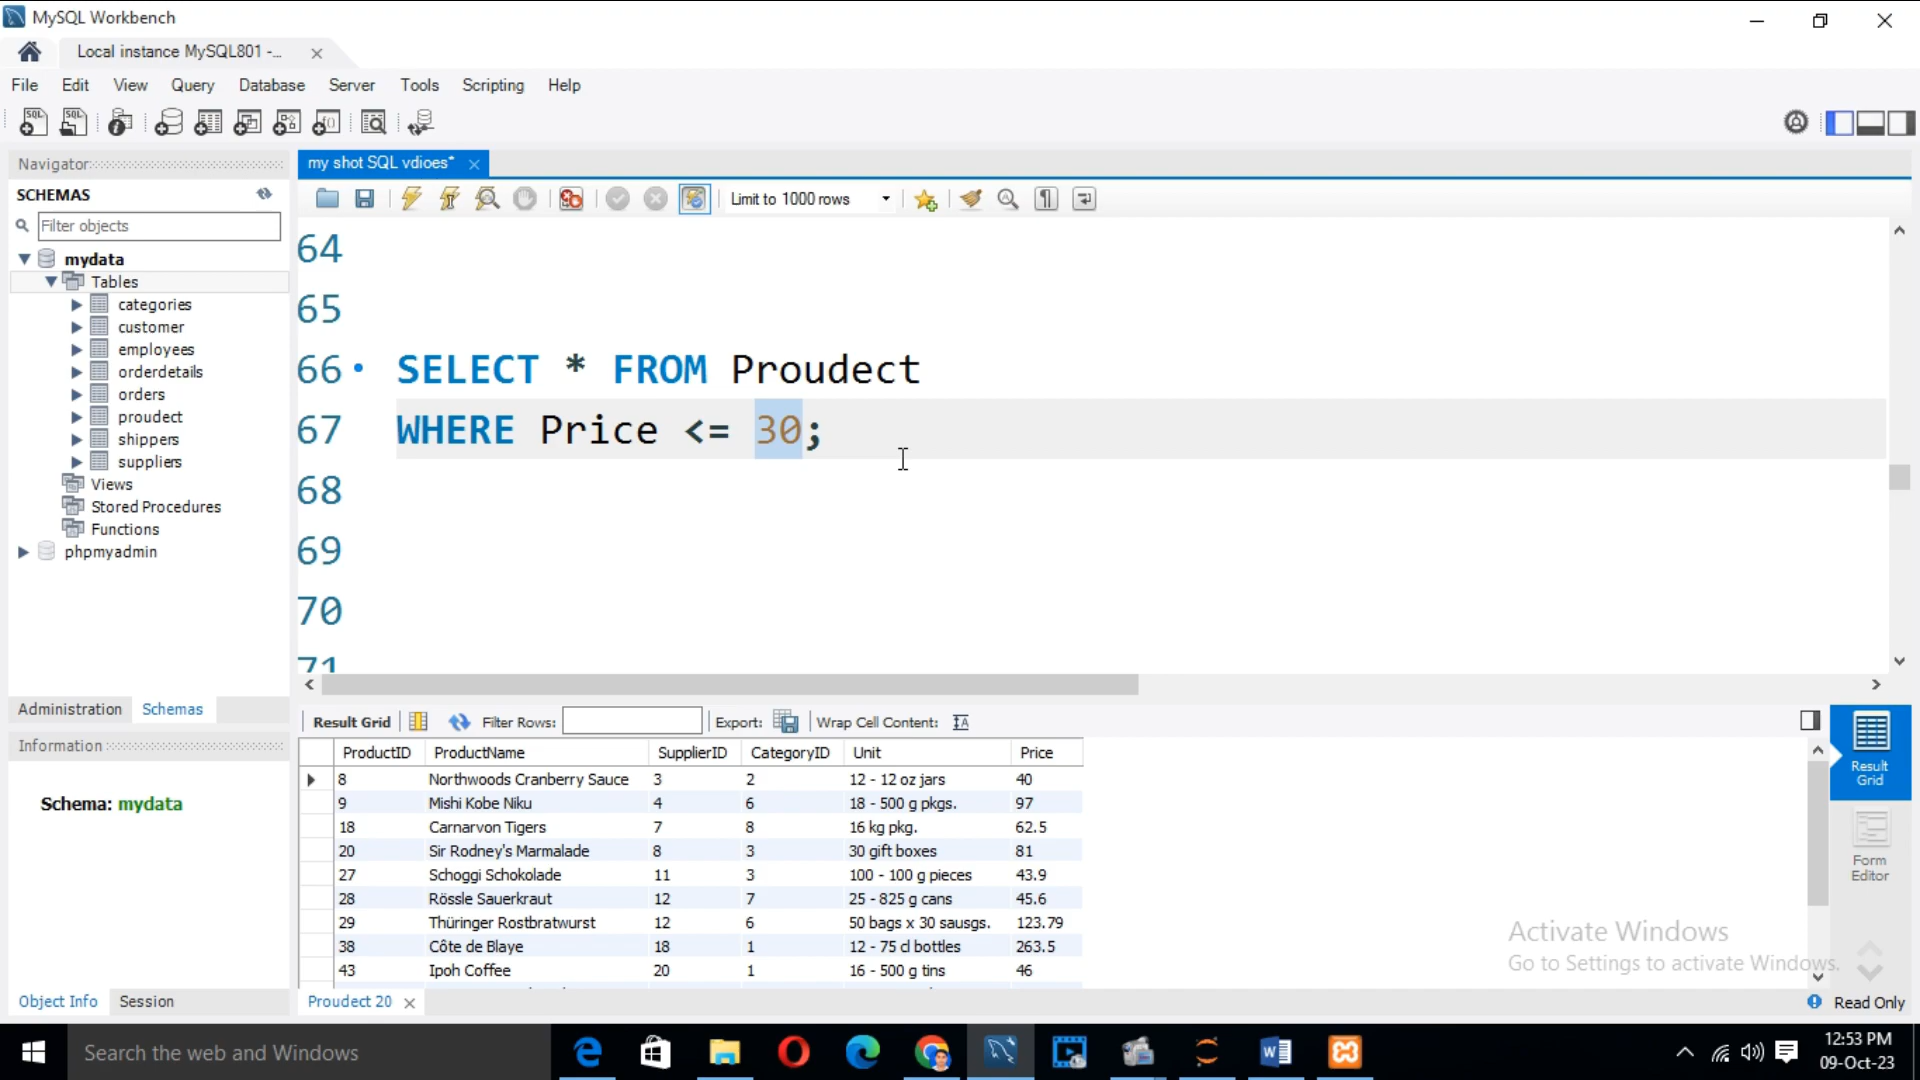 MySQL Workbench
Local instance MySQL801 -...
File Edit View Query Database Server Tools Scripting Help
Navigator
my shot SQL vdioes*
SCHEMAS
Limit to 1000 rows
Filter objects
mydata
Tables
categories
customer
employees
orderdetails
orders
proudect
shippers
suppliers
Views
Stored Procedures
Functions
phpmyadmin
64
65
66 SELECT * FROM Proudect
67 WHERE Price <= 30;
68
69
70
71
Administration Schemas
Information
Schema: mydata
Result Grid Filter Rows: Export: Wrap Cell Content:
ProductID ProductName SupplierID CategoryID Unit Price
8 Northwoods Cranberry Sauce 3 2 12 - 12 oz jars 40
9 Mishi Kobe Niku 4 6 18 - 500 g pkgs. 97
18 Carnarvon Tigers 7 8 16 kg pkg. 62.5
20 Sir Rodney's Marmalade 8 3 30 gift boxes 81
27 Schoggi Schokolade 11 3 100 - 100 g pieces 43.9
28 Rössle Sauerkraut 12 7 25 - 825 g cans 45.6
29 Thüringer Rostbratwurst 12 6 50 bags x 30 sausgs. 123.79
38 Côte de Blaye 18 1 12 - 75 cl bottles 263.5
43 Ipoh Coffee 20 1 16 - 500 g tins 46
Result
Grid
Form
Editor
Activate Windows
Go to Settings to activate Windows.
Object Info Session
Proudect 20
Read Only
Search the web and Windows
12:53 PM
09-Oct-23